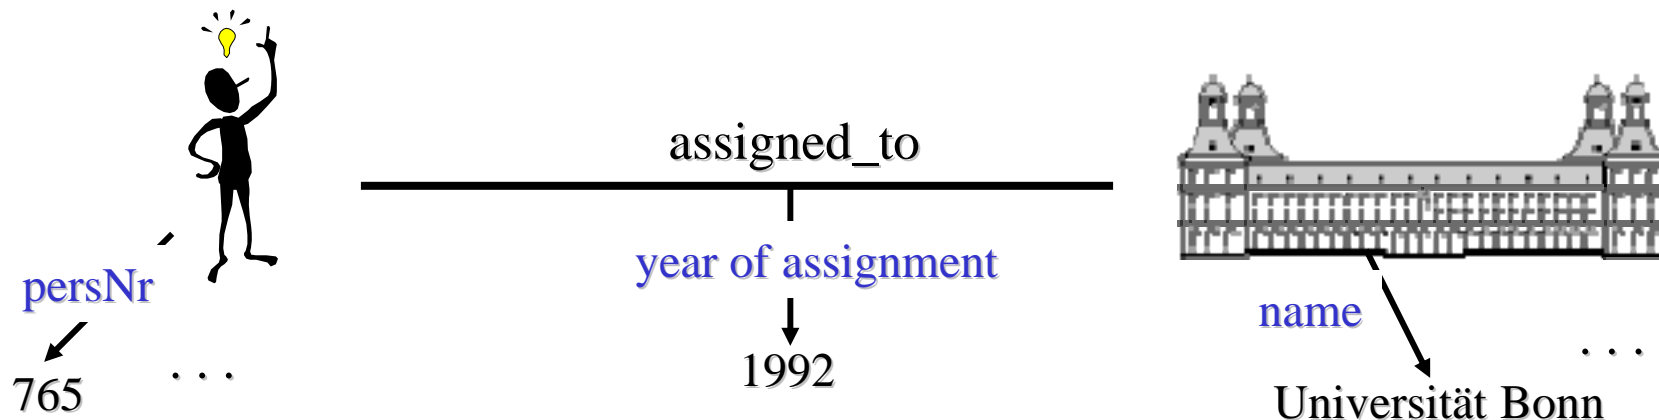 assigned_to
year of assignment
persNr
name
1992
. . .
765
. . .
Universität Bonn